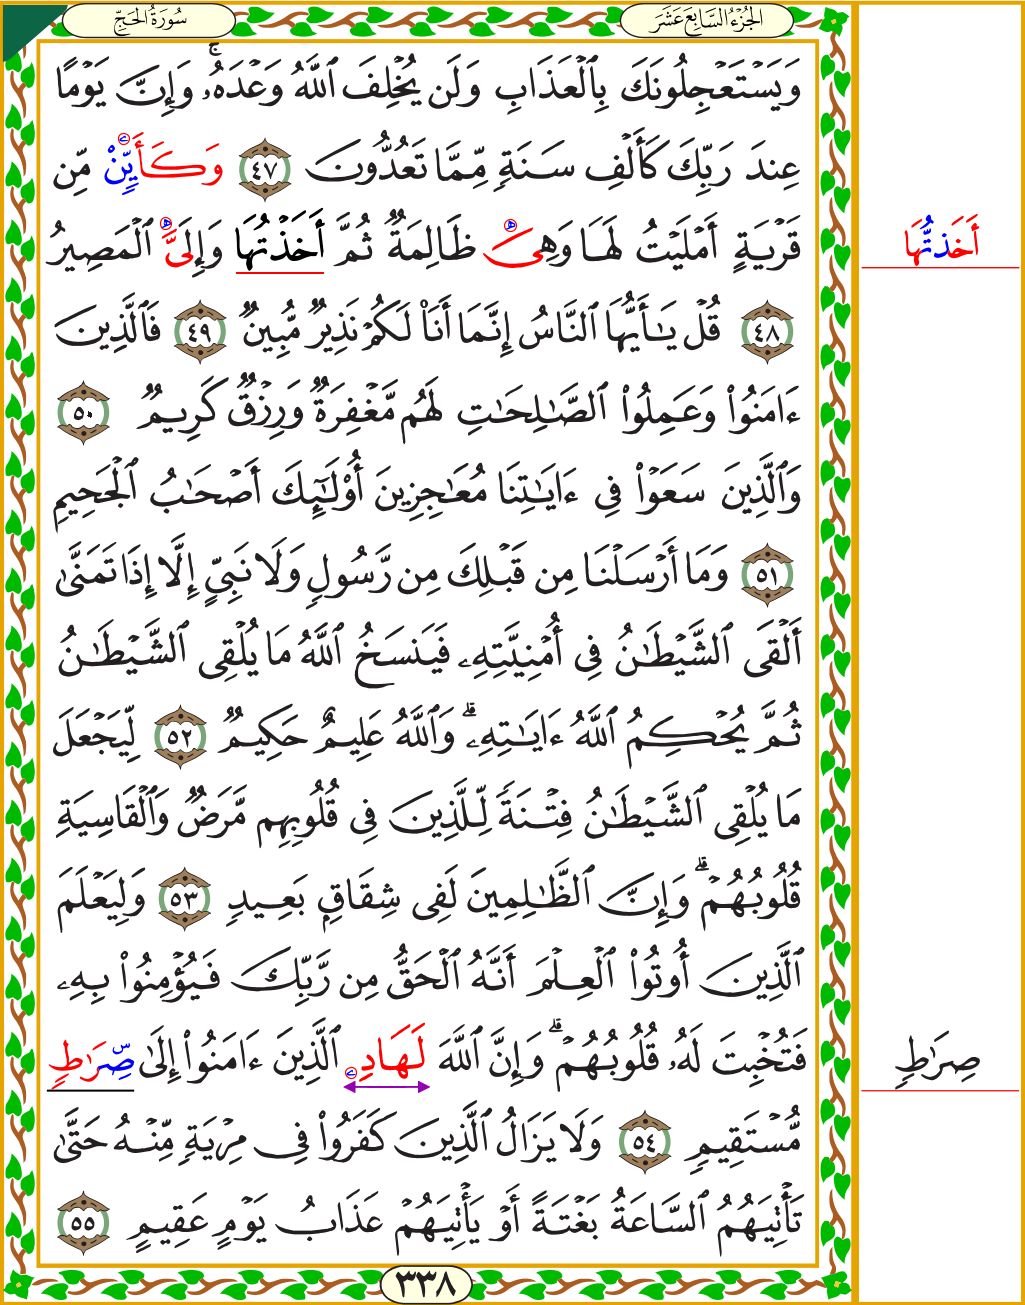 الجُزْءُ السَّابِعَ عَشَرَ
سُورَةُ الحَجِّ
وَيَسْتَعْجِلُونَكَ بِٱلْعَذَابِ وَلَن يُخْلِفَ ٱللَّهُ وَعْدَهُۥۚ وَإِنَّ يَوْمًا
عِندَ رَبِّكَ كَأَلْفِ سَنَةٍ مِّمَّا تَعُدُّونَ ٤٧ وَكَأَيِّنْ مِّن
قَرْيَةٍ أَمْلَيْتُ لَهَا وَهِىَ ظَالِمَةٌ ثُمَّ أَخَذْتُهَا وَإِلَىَّ ٱلْمَصِيرُ
أَخَذتُّهَا
٤٨ قُلْ يَـٰٓأَيُّهَا ٱلنَّاسُ إِنَّمَآ أَنَا۠ لَكُمْ نَذِيرٌ مُّبِينٌ ٤٩ فَٱلَّذِينَ
ءَامَنُوا۟ وَعَمِلُوا۟ ٱلصَّـٰلِحَـٰتِ لَهُم مَّغْفِرَةٌ وَرِزْقٌ كَرِيمٌ ٥٠
وَٱلَّذِينَ سَعَوْا۟ فِىٓ ءَايَـٰتِنَا مُعَـٰجِزِينَ أُو۟لَـٰٓئِكَ أَصْحَـٰبُ ٱلْجَحِيمِ
٥١ وَمَآ أَرْسَلْنَا مِن قَبْلِكَ مِن رَّسُولٍ وَلَا نَبِىٍّ إِلَّآ إِذَا تَمَنَّىٰٓ
أَلْقَى ٱلشَّيْطَـٰنُ فِىٓ أُمْنِيَّتِهِۦ فَيَنسَخُ ٱللَّهُ مَا يُلْقِى ٱلشَّيْطَـٰنُ
ثُمَّ يُحْكِمُ ٱللَّهُ ءَايَـٰتِهِۦۗ وَٱللَّهُ عَلِيمٌ حَكِيمٌ ٥٢ لِّيَجْعَلَ
مَا يُلْقِى ٱلشَّيْطَـٰنُ فِتْنَةً لِّلَّذِينَ فِى قُلُوبِهِم مَّرَضٌ وَٱلْقَاسِيَةِ
قُلُوبُهُمْۗ وَإِنَّ ٱلظَّـٰلِمِينَ لَفِى شِقَاقٍۭ بَعِيدٍ ٥٣ وَلِيَعْلَمَ
ٱلَّذِينَ أُوتُوا۟ ٱلْعِلْمَ أَنَّهُ ٱلْحَقُّ مِن رَّبِّكَ فَيُؤْمِنُوا۟ بِهِۦ
فَتُخْبِتَ لَهُۥ قُلُوبُهُمْۗ وَإِنَّ ٱللَّهَ لَهَادِ ٱلَّذِينَ ءَامَنُوٓا۟ إِلَىٰ صِرَٰطٍ
صِرَٰطٍ
مُّسْتَقِيمٍ ٥٤ وَلَا يَزَالُ ٱلَّذِينَ كَفَرُوا۟ فِى مِرْيَةٍ مِّنْهُ حَتَّىٰ
تَأْتِيَهُمُ ٱلسَّاعَةُ بَغْتَةً أَوْ يَأْتِيَهُمْ عَذَابُ يَوْمٍ عَقِيمٍ ٥٥
٣٣٨